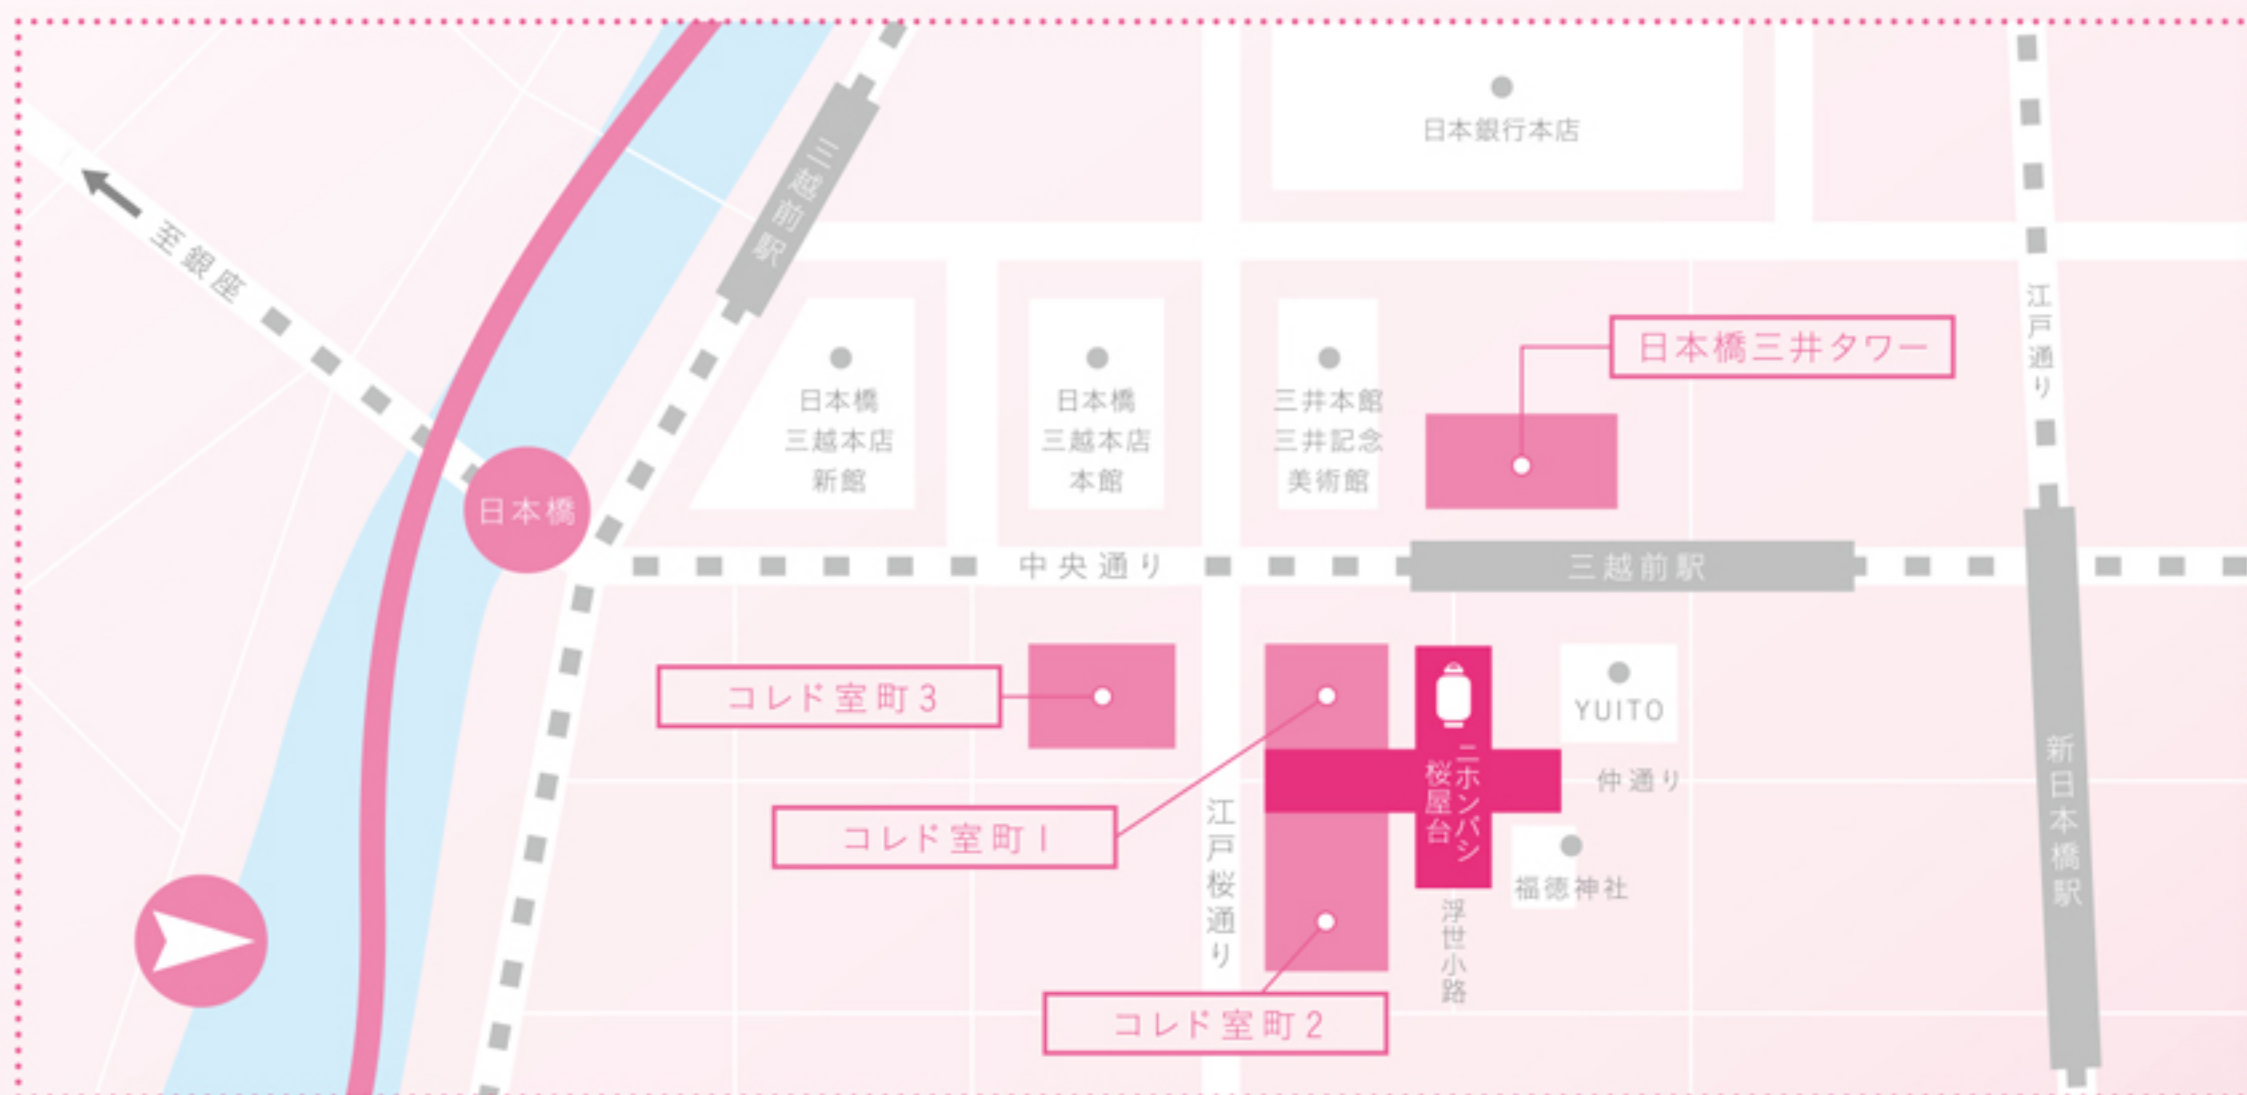 日本銀行本店
三越前駅
至銀座
江戸通り
日本橋三井タワー
日本橋
三越本店
新館
日本橋
三越本店
本館
三井本館
三井記念
美術館
日本橋
中央通り
三越前駅
コレド室町3
YUITO
ニホンバシ
桜屋台
仲通り
新日本橋駅
コレド室町1
江戸桜通り
福徳神社
浮世小路
コレド室町2